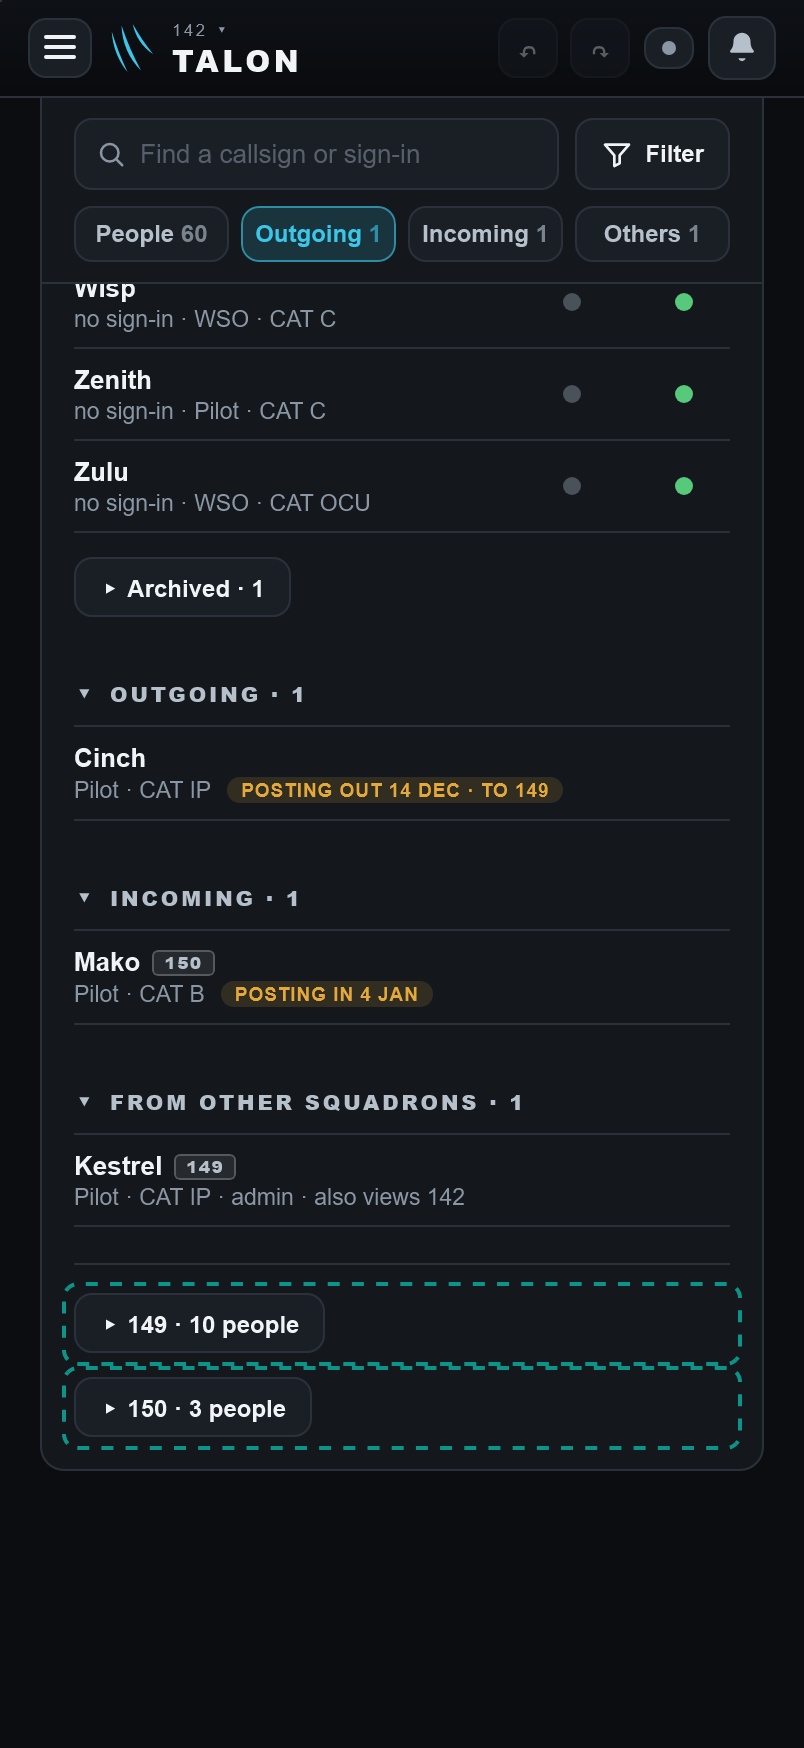 142 ▾
TALON
Find a callsign or sign-in
Filter
People 60
Outgoing 1
Incoming 1
Others 1
Wisp
no sign-in · WSO · CAT C
Zenith
no sign-in · Pilot · CAT C
Zulu
no sign-in · WSO · CAT OCU
▸ Archived · 1
▾ OUTGOING · 1
Cinch
Pilot · CAT IP POSTING OUT 14 DEC · TO 149
▾ INCOMING · 1
Mako 150
Pilot · CAT B POSTING IN 4 JAN
▾ FROM OTHER SQUADRONS · 1
Kestrel 149
Pilot · CAT IP · admin · also views 142
▸ 149 · 10 people
▸ 150 · 3 people